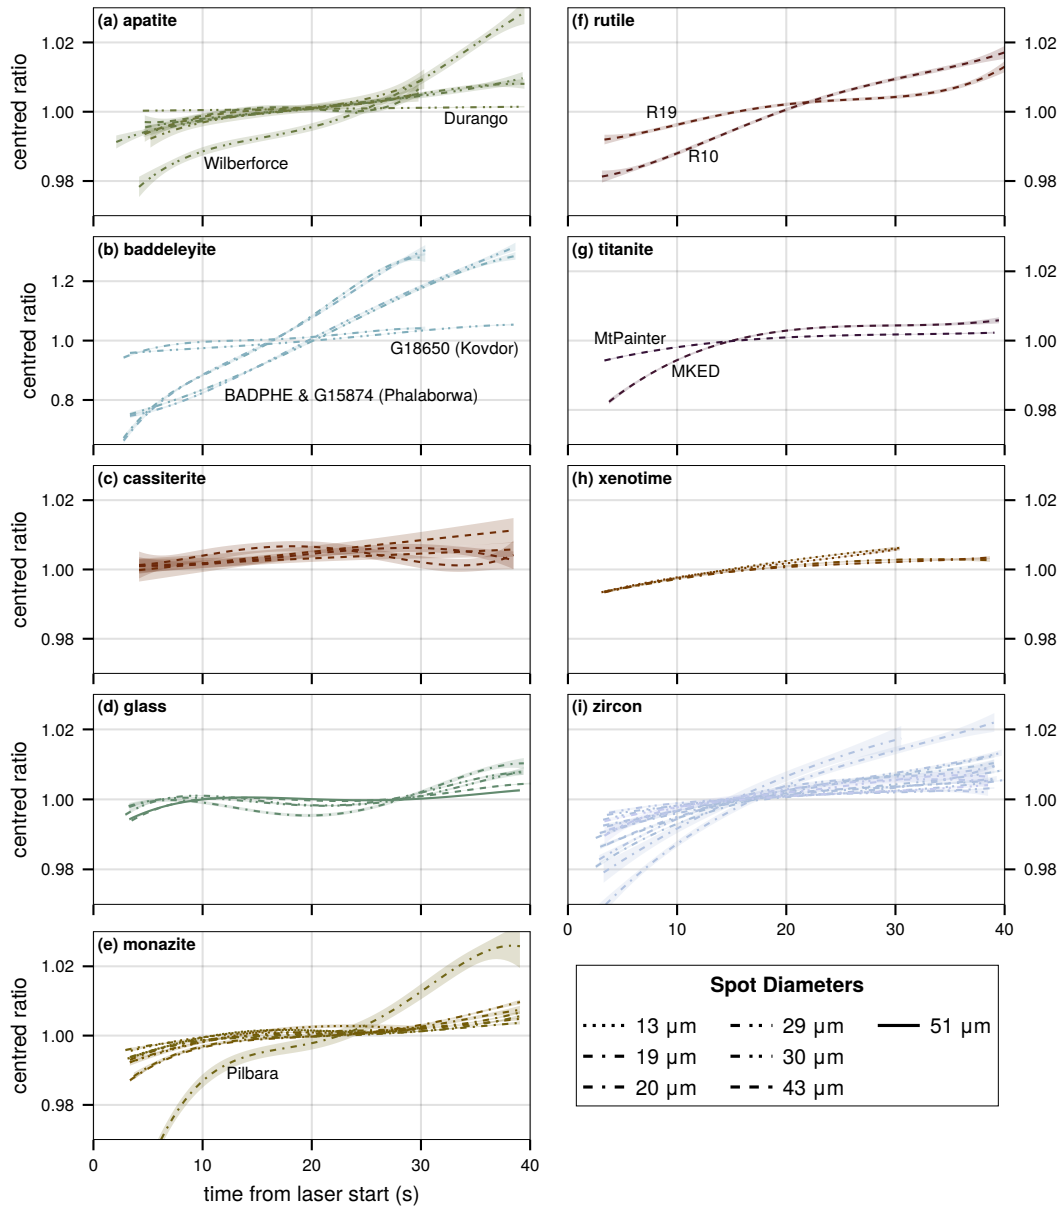 (a) apatite
1.02
1.00
0.98
centred ratio
Durango
Wilberforce
(f) rutile
1.02
1.00
0.98
R19
R10
(b) baddeleyite
1.2
1.0
0.8
centred ratio
G18650 (Kovdor)
BADPHE & G15874 (Phalaborwa)
(g) titanite
1.02
1.00
0.98
MtPainter
MKED
(c) cassiterite
1.02
1.00
0.98
centred ratio
(h) xenotime
1.02
1.00
0.98
(d) glass
1.02
1.00
0.98
centred ratio
(i) zircon
1.02
1.00
0.98
0 10 20 30 40
(e) monazite
1.02
1.00
0.98
centred ratio
Pilbara
0 10 20 30 40
time from laser start (s)
Spot Diameters
13 µm 29 µm 51 µm
19 µm 30 µm
20 µm 43 µm